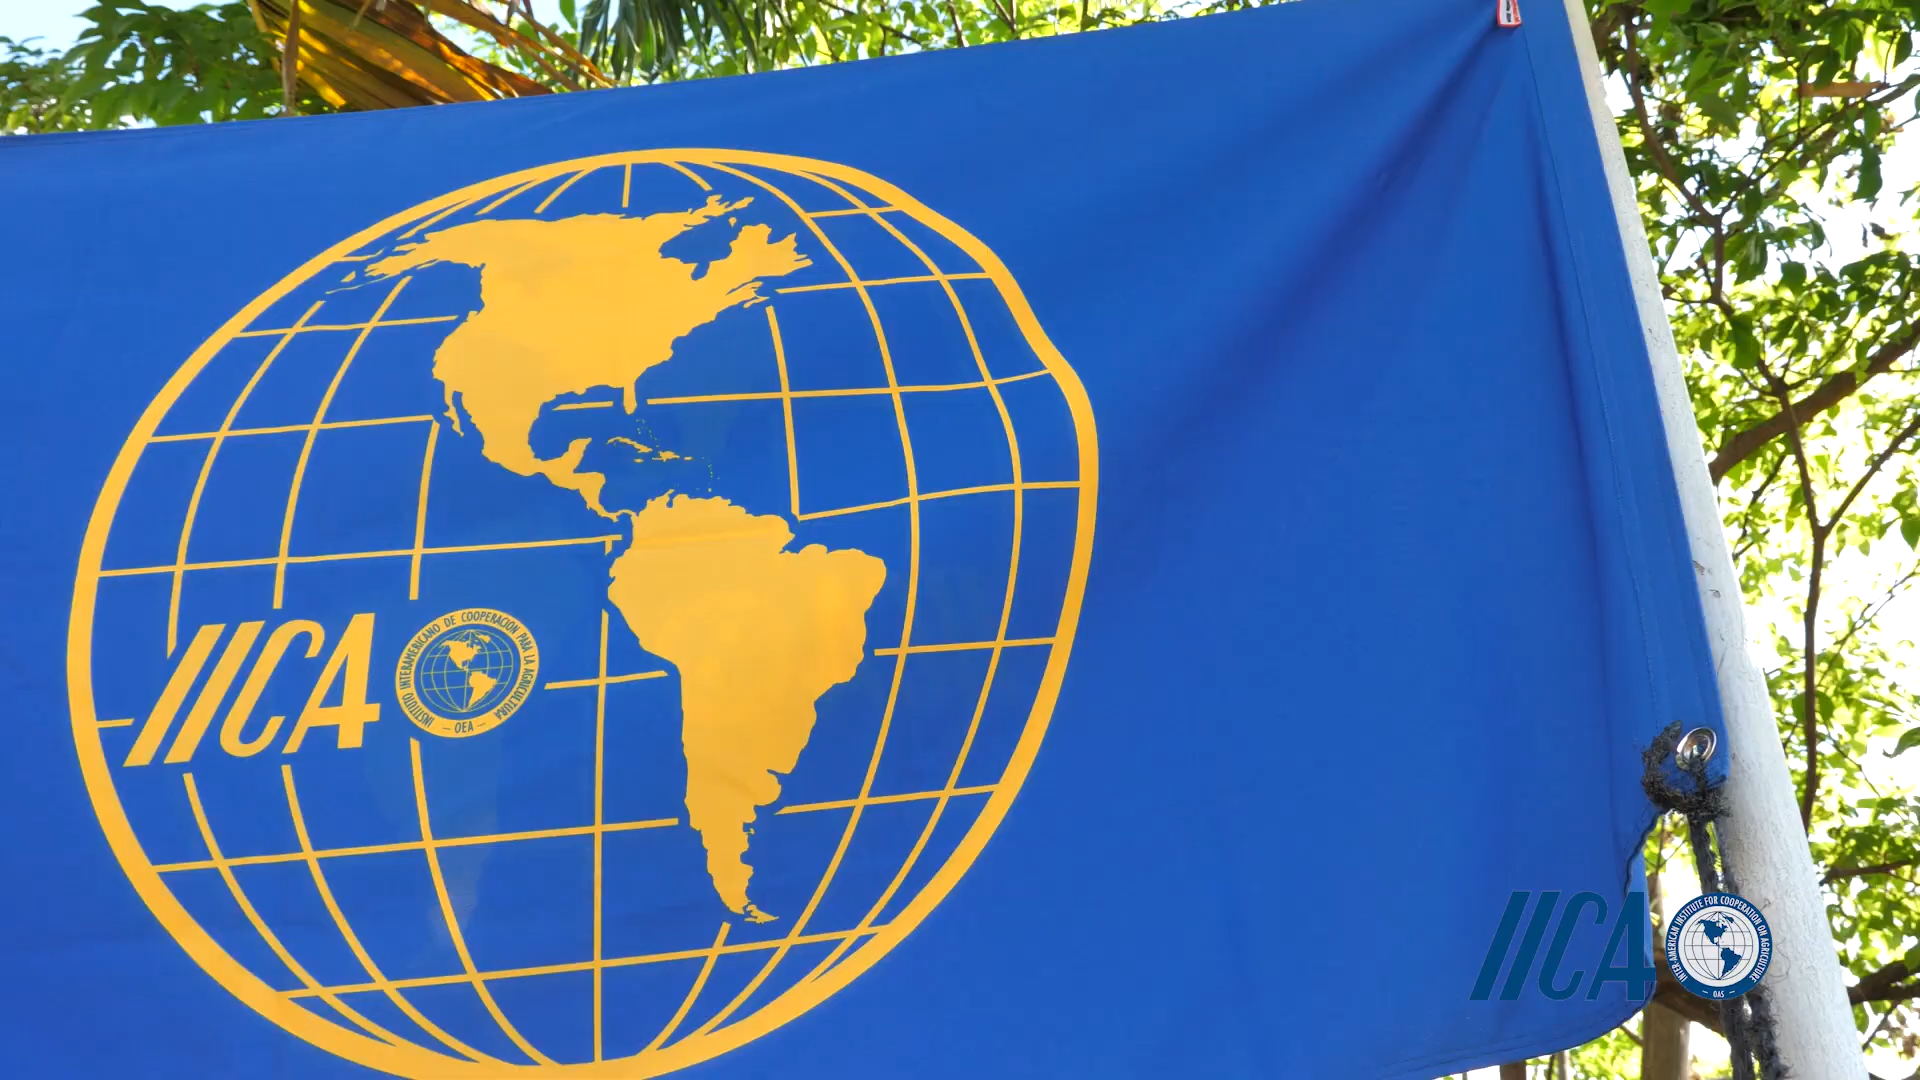 IICA
INSTITUTO INTERAMERICANO DE COOPERACION PARA LA AGRICULTURA
— OEA —
IICA
INTER-AMERICAN INSTITUTE FOR COOPERATION ON AGRICULTURE
— OAS —